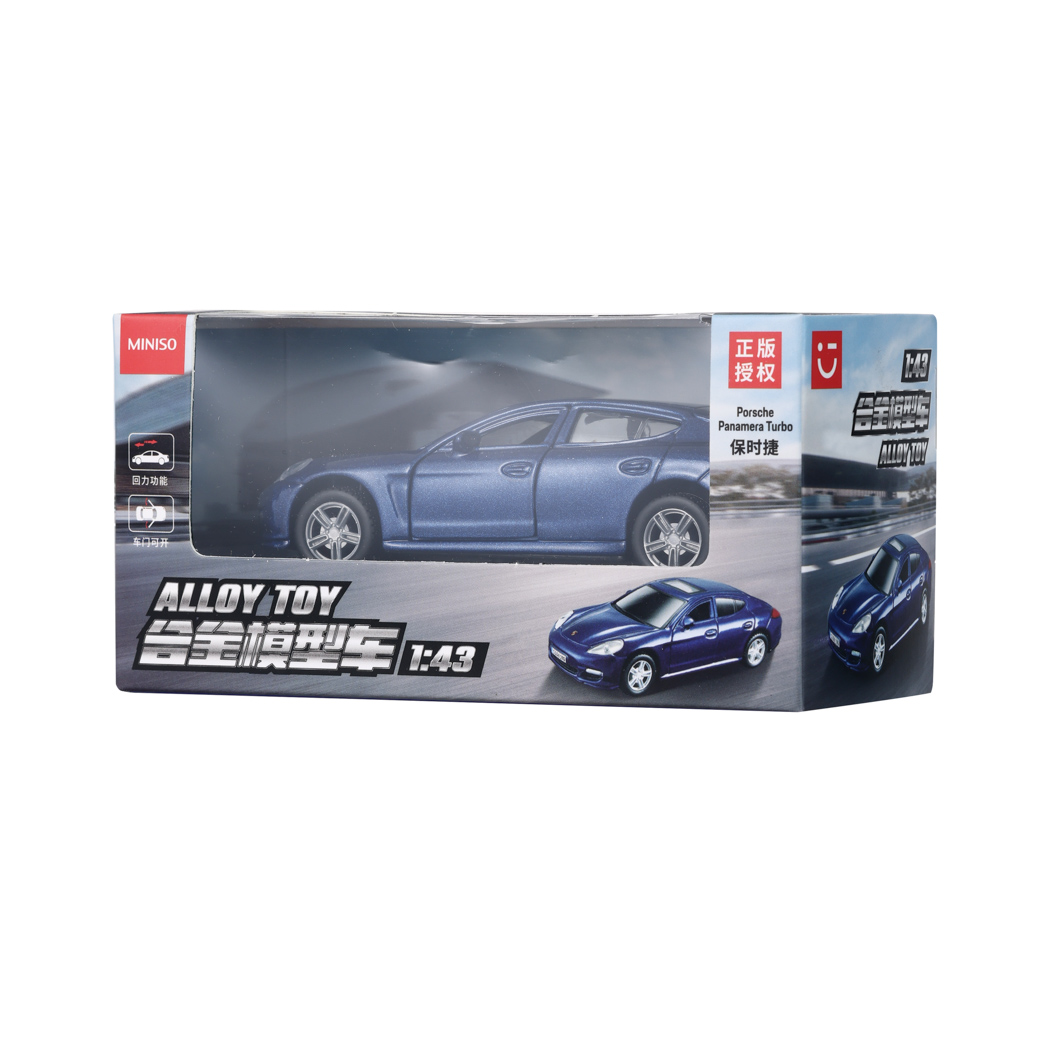 MINISO
回力功能
车门可开
正版
授权
Porsche
Panamera Turbo
保时捷
ALLOY TOY
合金模型车 1:43
1:43
合金模型车
ALLOY TOY